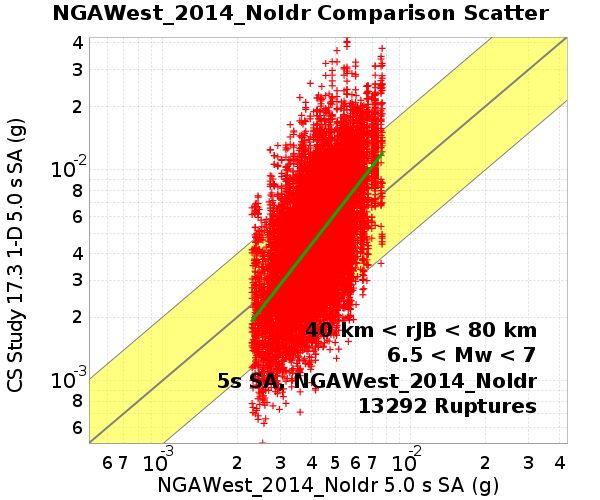 NGAWest_2014_NoIdr Comparison Scatter
CS Study 17.3 1-D 5.0 s SA (g)
4
3
2
10-2
8
6
4
3
2
10-3
8
6
40 km < rJB < 80 km
6.5 < Mw < 7
5s SA, NGAWest_2014_NoIdr
13292 Ruptures
6 7 10-3 2 3 4 5 6 7 10-2 2 3 4
NGAWest_2014_NoIdr 5.0 s SA (g)